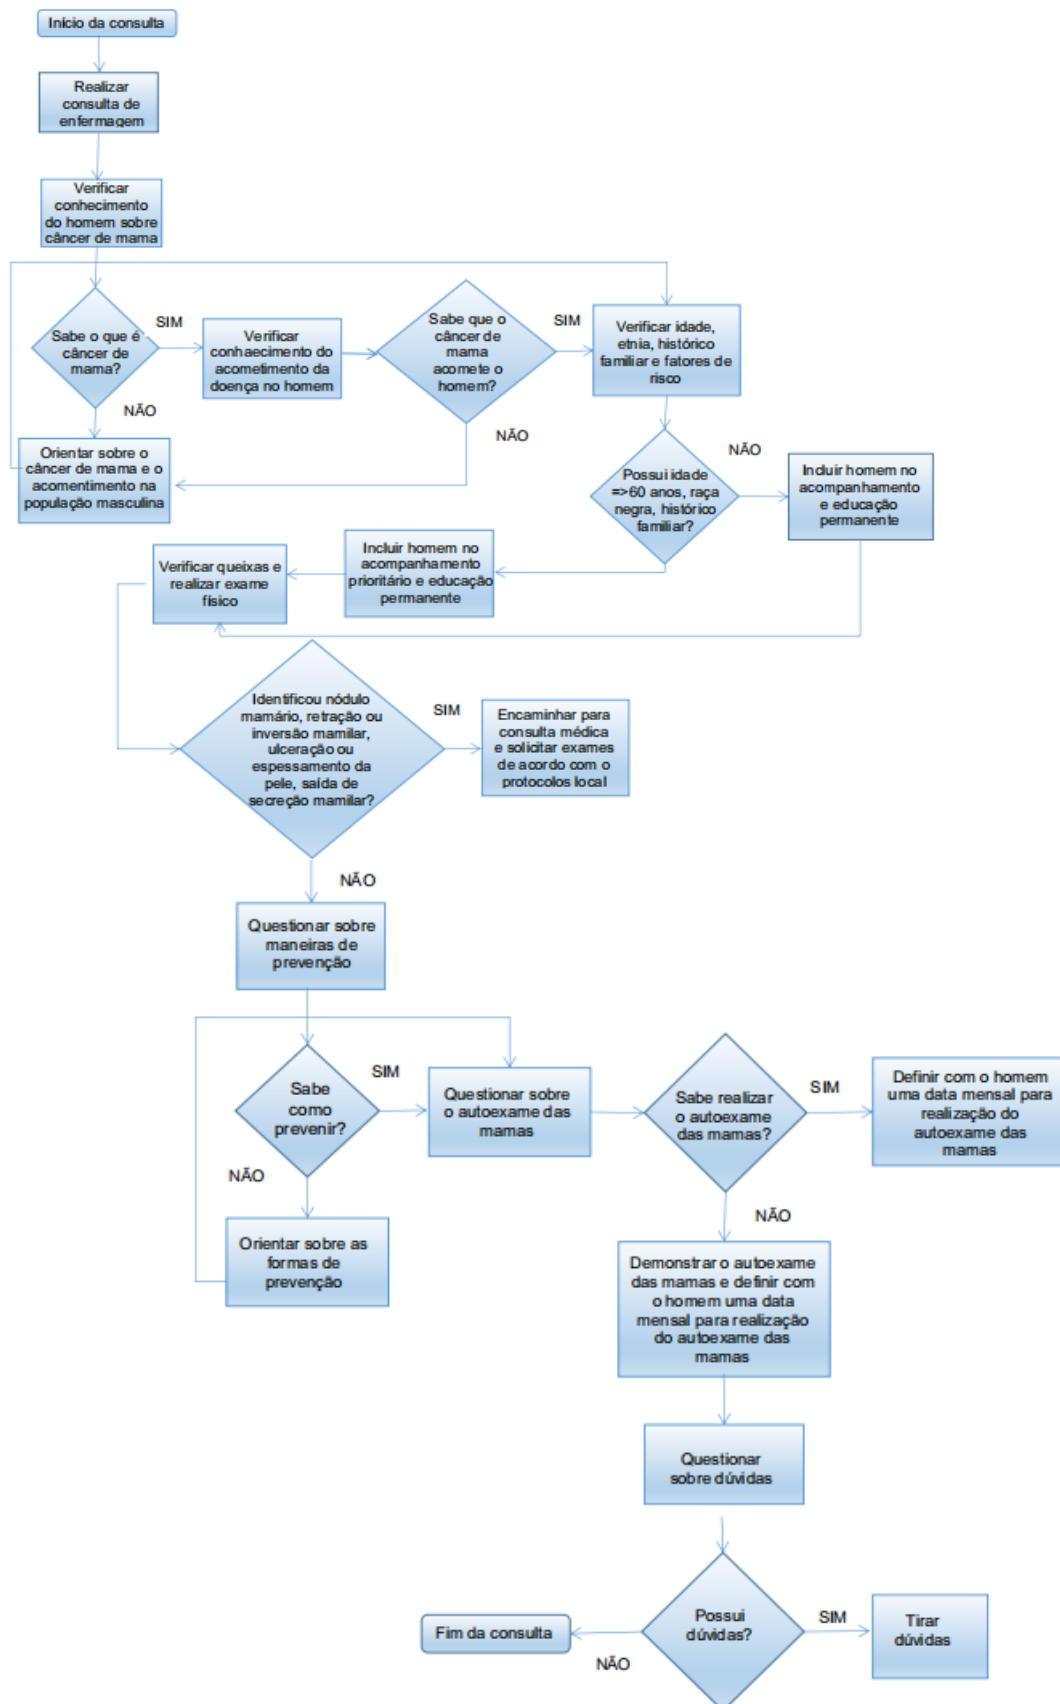 Início da consulta
Realizar
consulta de
enfermagem
Verificar
conhecimento
do homem sobre
câncer de mama
Sabe o que é
câncer de
mama?
SIM
Verificar
conhaecimento do
acometimento da
doença no homem
Sabe que o
câncer de
mama
acomete o
homem?
SIM
Verificar idade,
etnia, histórico
familiar e fatores de
risco
NÃO
Orientar sobre o
câncer de mama e o
acomentimento na
população masculina
NÃO
Possui idade
=>60 anos, raça
negra, histórico
familiar?
NÃO
Incluir homem no
acompanhamento
e educação
permanente
Incluir homem no
acompanhamento
prioritário e educação
permanente
Verificar queixas e
realizar exame
físico
Identificou nódulo
mamário, retração ou
inversão mamilar,
ulceração ou
espessamento da
pele, saída de
secreção mamilar?
SIM
Encaminhar para
consulta médica
e solicitar exames
de acordo com o
protocolos local
NÃO
Questionar sobre
maneiras de
prevenção
Sabe
como
prevenir?
SIM
Questionar sobre
o autoexame das
mamas
Sabe realizar
o autoexame
das mamas?
SIM
Definir com o homem
uma data mensal para
realização do
autoexame das
mamas
NÃO
Orientar sobre as
formas de
prevenção
NÃO
Demonstrar o autoexame
das mamas e definir com
o homem uma data
mensal para realização
do autoexame das
mamas
Questionar
sobre dúvidas
Possui
dúvidas?
SIM
Tirar
dúvidas
NÃO
Fim da consulta